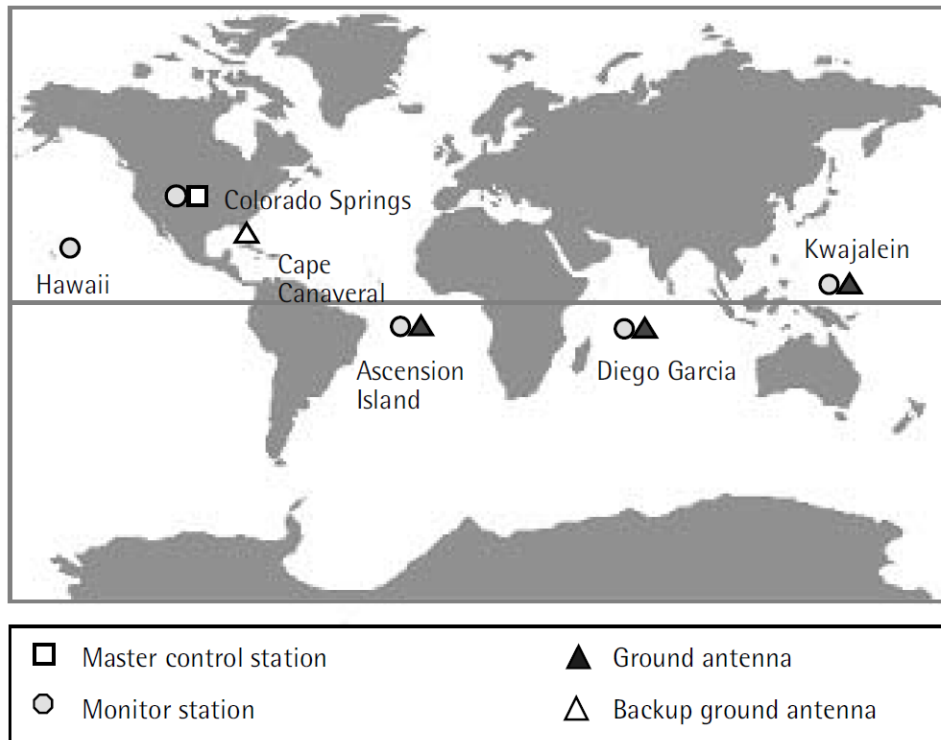 Colorado Springs
Hawaii
Cape
Canaveral
Kwajalein
Ascension
Island
Diego Garcia
Master control station
Ground antenna
Monitor station
Backup ground antenna